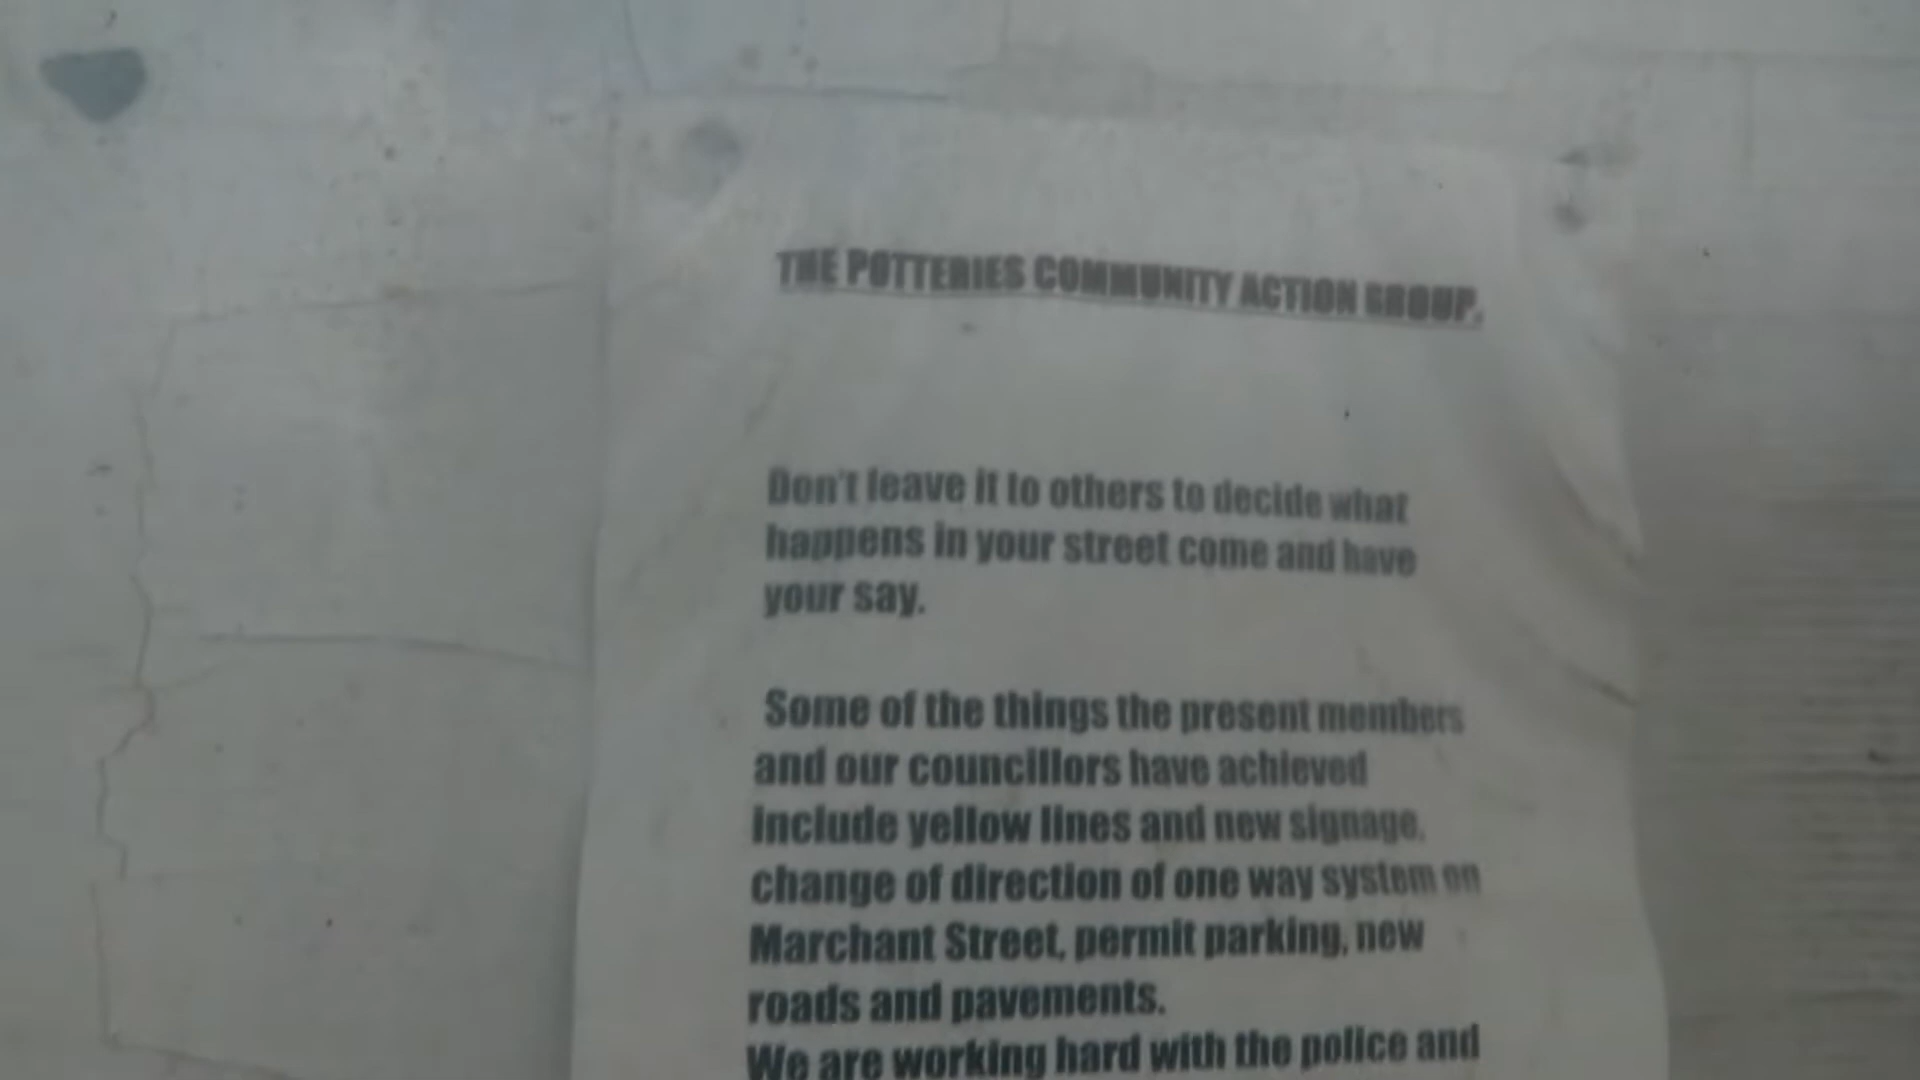 THE POTTERIES COMMUNITY ACTION GROUP.
Don't leave it to others to decide what
happens in your street come and have
your say.
Some of the things the present members
and our councillors have achieved
include yellow lines and new signage,
change of direction of one way system on
Marchant Street, permit parking, new
roads and pavements.
We are working hard with the police and